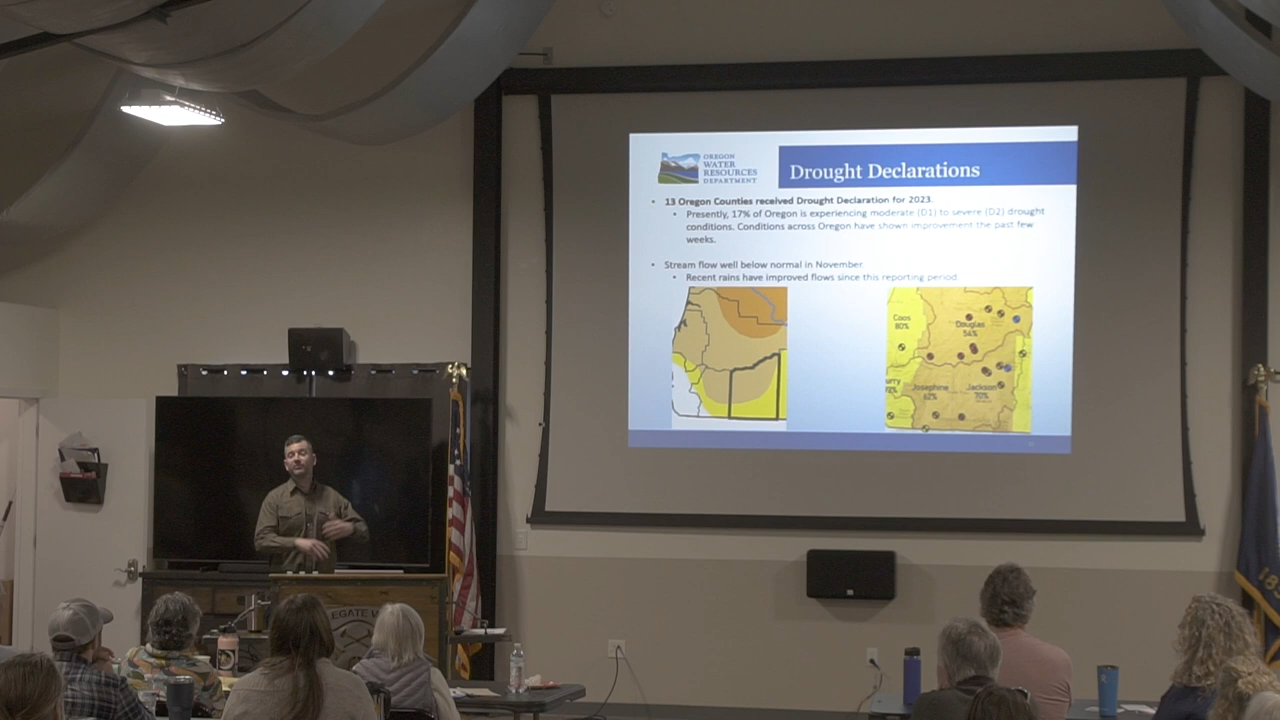 OREGON
WATER
RESOURCES
DEPARTMENT
Drought Declarations
• 13 Oregon Counties received Drought Declaration for 2023.
• Presently, 17% of Oregon is experiencing moderate (D1) to severe (D2) drought
conditions. Conditions across Oregon have shown improvement the past few
weeks.
• Stream flow well below normal in November.
• Recent rains have improved flows since this reporting period
Coos
80%
Douglas
54%
urry
72%
Josephine
62%
Jackson
70%
EGATE